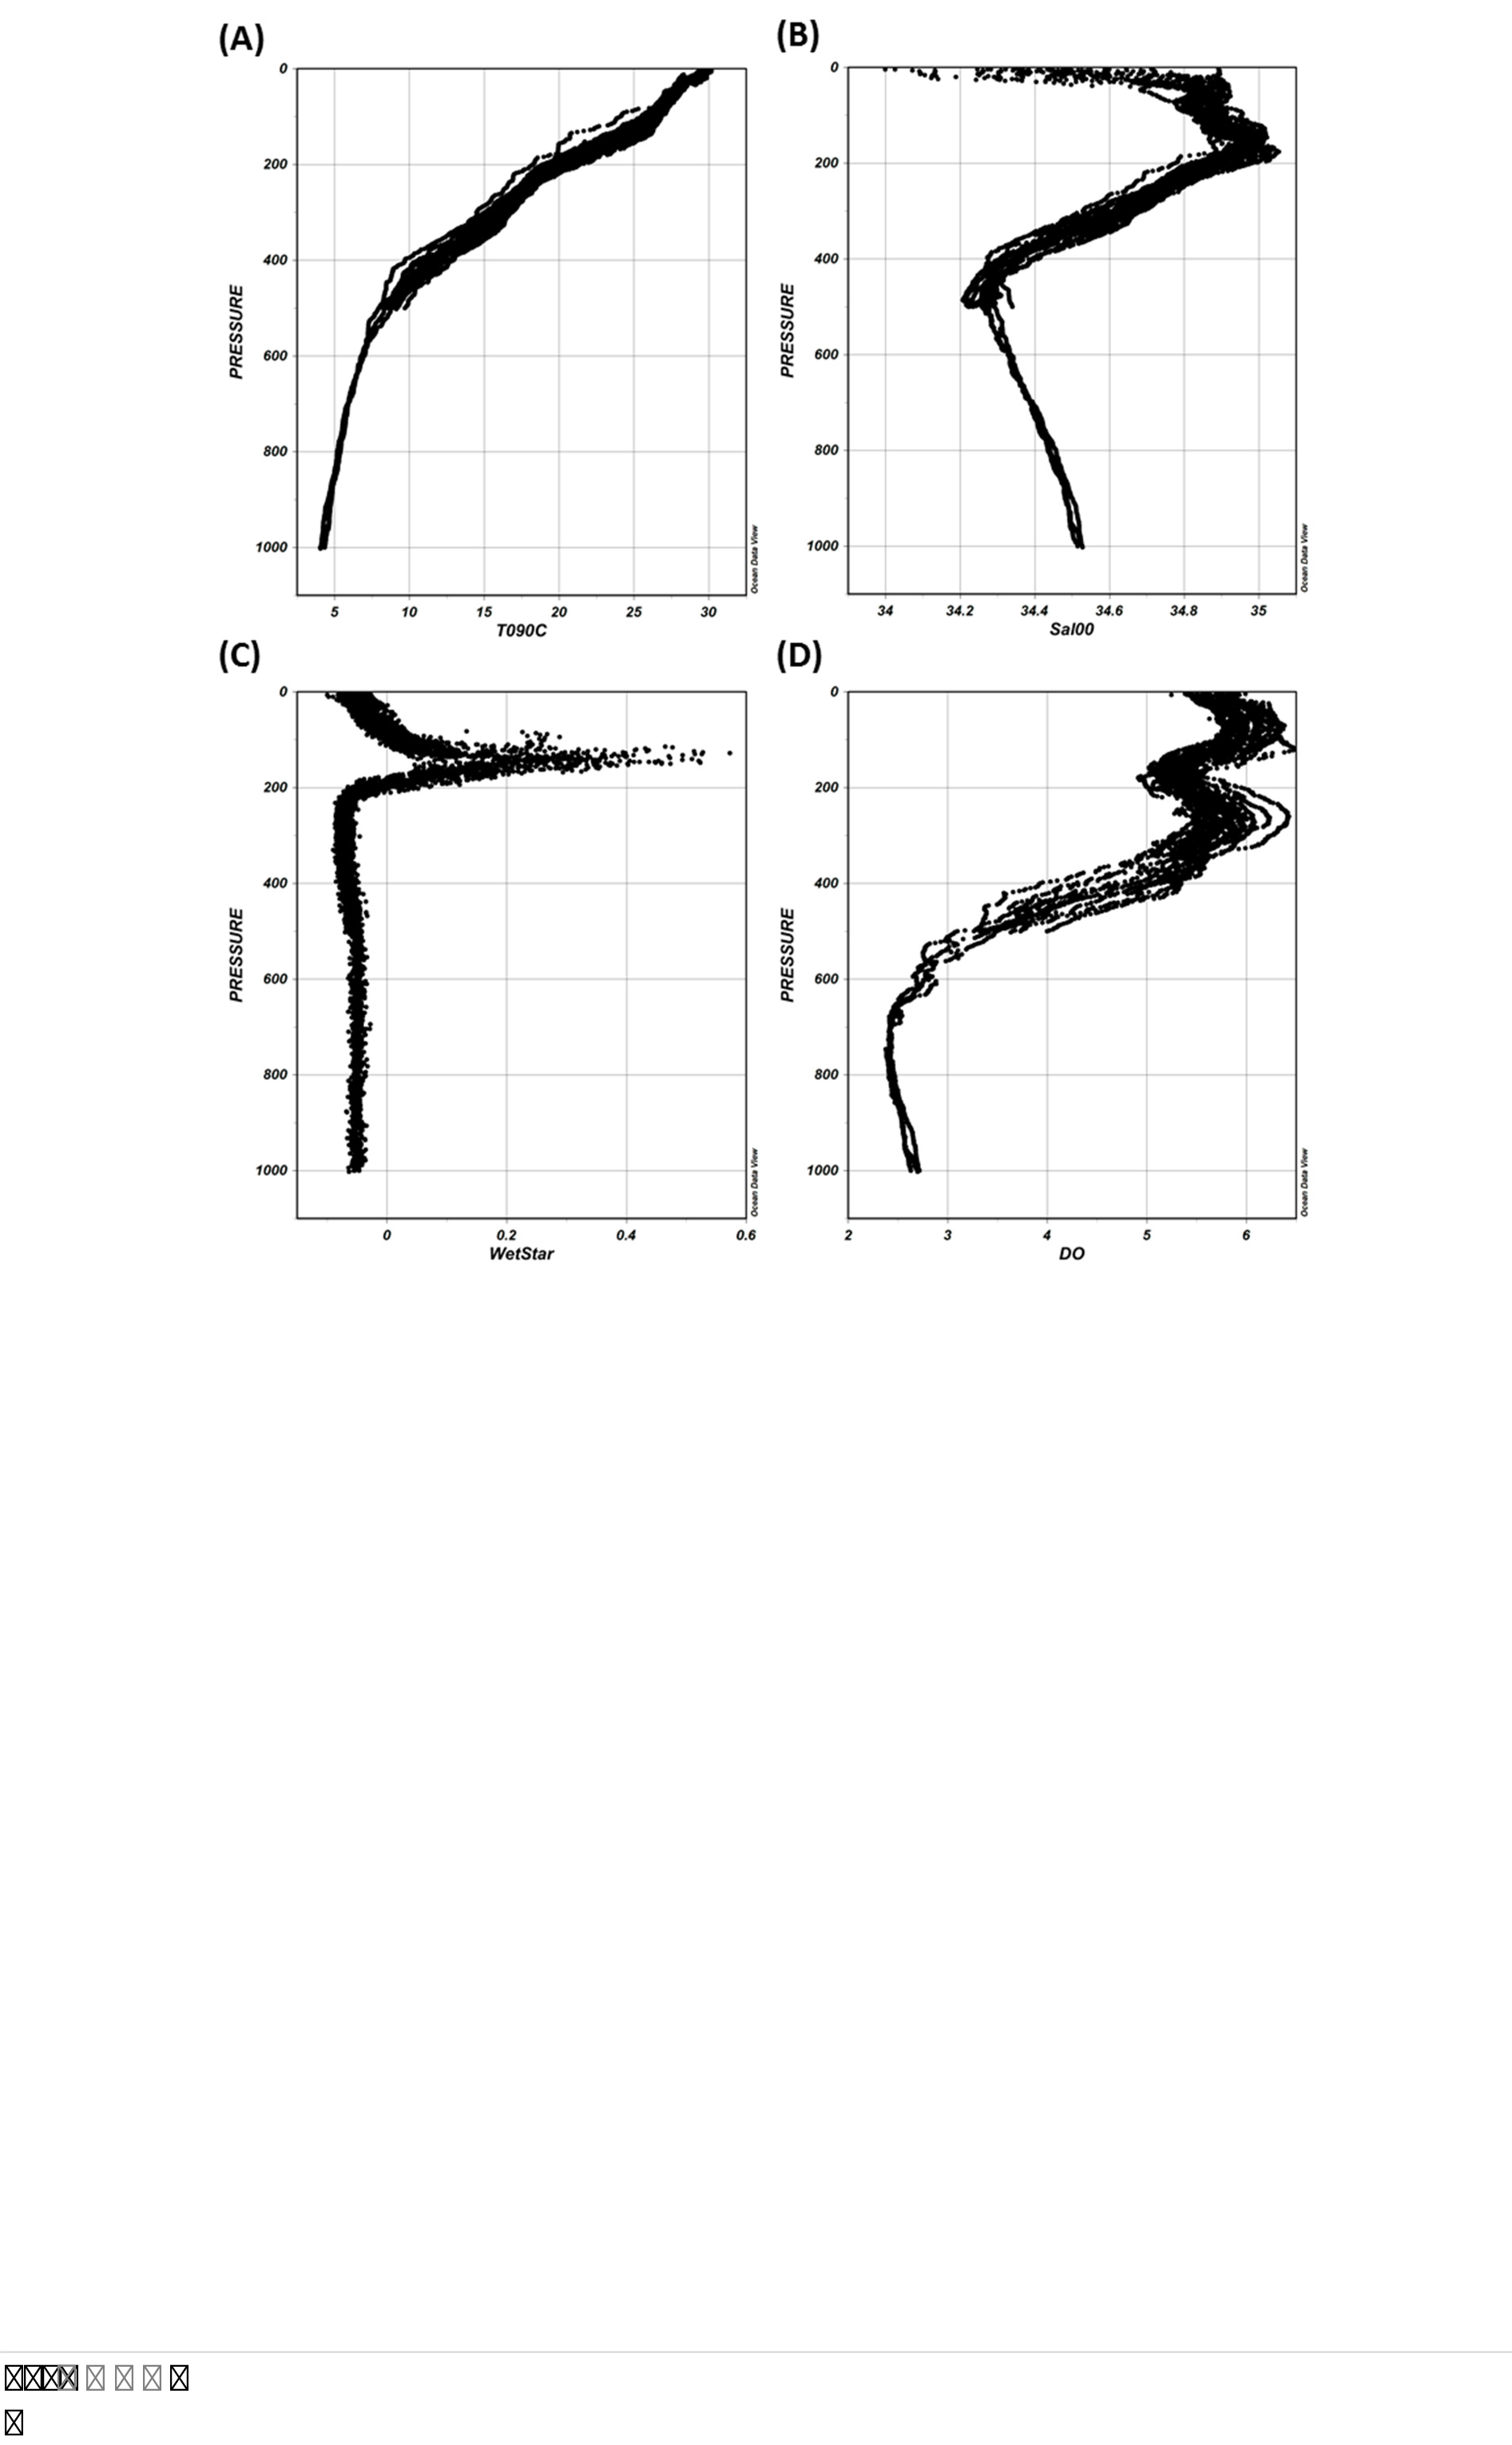 (A)
0
200
400
600
800
1000
PRESSURE
5 10 15 20 25 30
T090C
Ocean Data View
(B)
0
200
400
600
800
1000
PRESSURE
34 34.2 34.4 34.6 34.8 35
Sal00
Ocean Data View
(C)
0
200
400
600
800
1000
PRESSURE
0 0.2 0.4 0.6
WetStar
Ocean Data View
(D)
0
200
400
600
800
1000
PRESSURE
2 3 4 5 6
DO
Ocean Data View